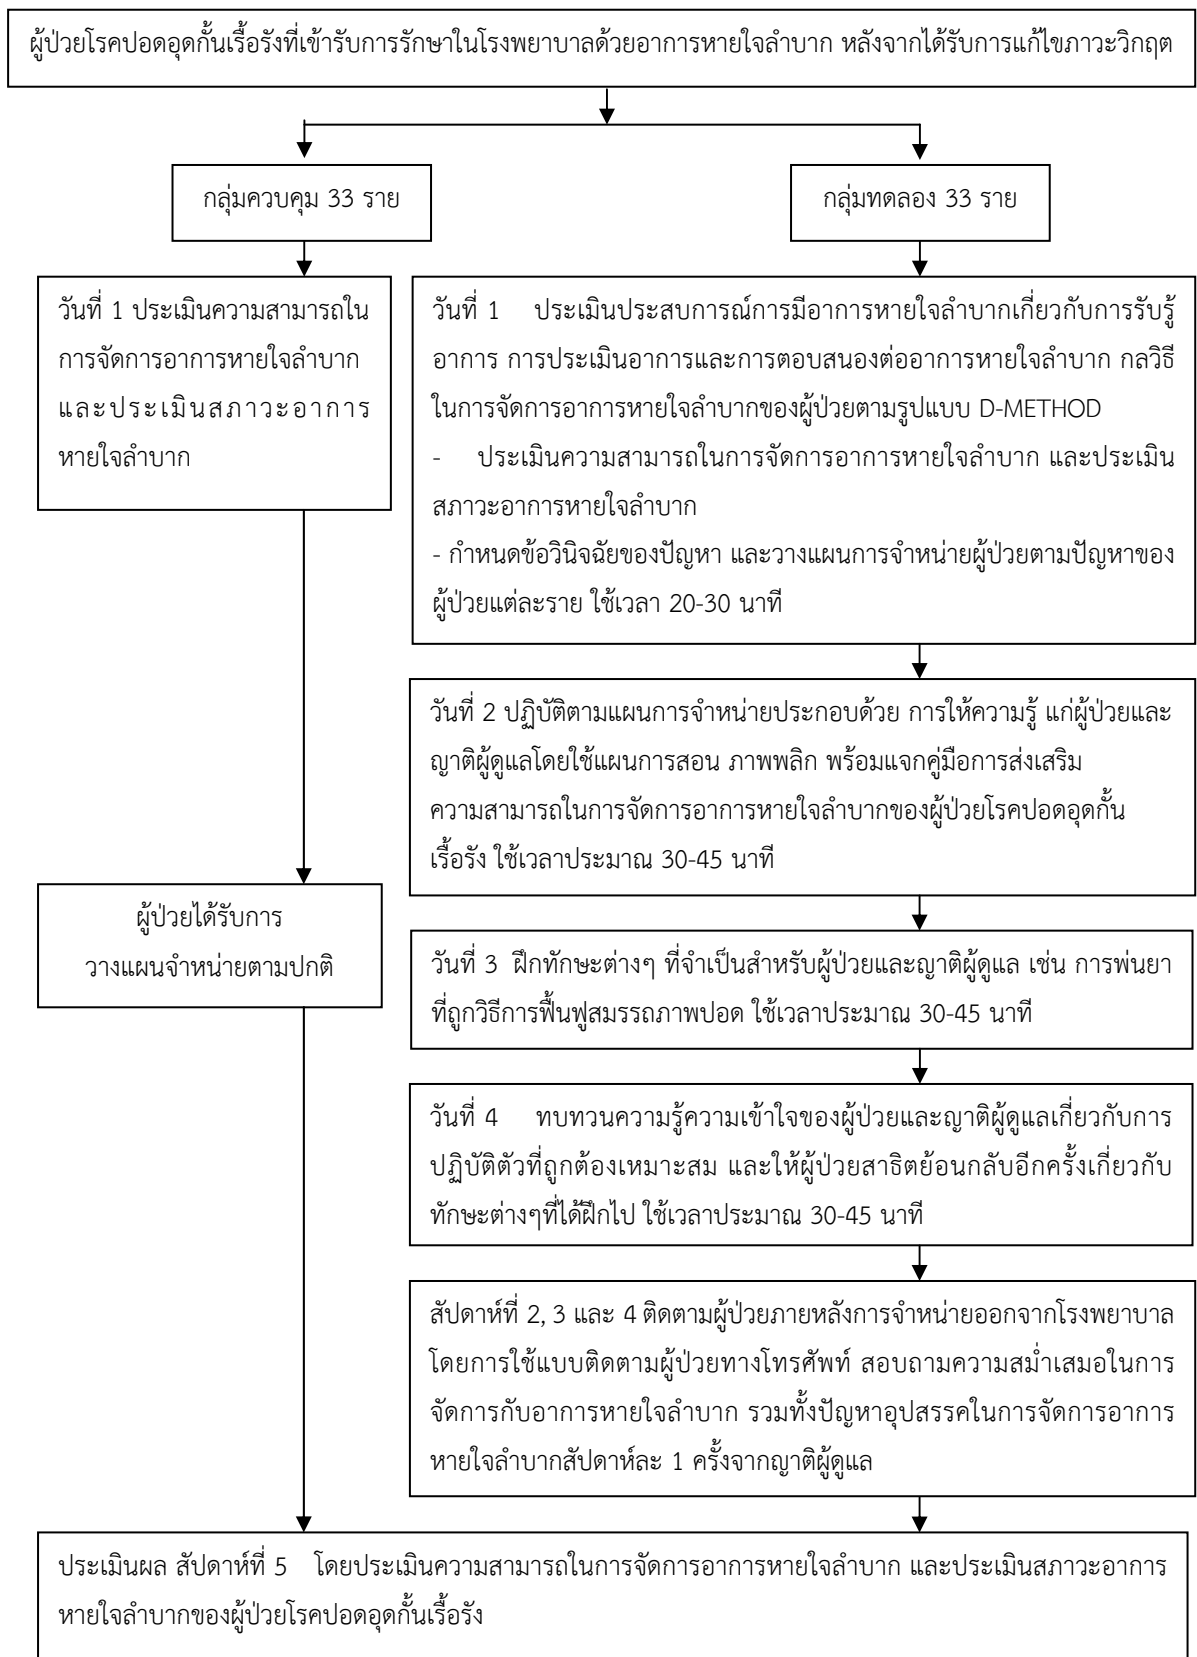 ผู้ป่วยโรคปอดอุดกั้นเรื้อรังที่เข้ารับการรักษาในโรงพยาบาลด้วยอาการหายใจลำบาก หลังจากได้รับการแก้ไขภาวะวิกฤต
กลุ่มควบคุม 33 ราย
กลุ่มทดลอง 33 ราย
วันที่ 1 ประเมินความสามารถใน
การจัดการอาการหายใจลำบาก
และประเมินสภาวะอาการ
หายใจลำบาก
วันที่ 1 ประเมินประสบการณ์การมีอาการหายใจลำบากเกี่ยวกับการรับรู้
อาการ การประเมินอาการและการตอบสนองต่ออาการหายใจลำบาก กลวิธี
ในการจัดการอาการหายใจลำบากของผู้ป่วยตามรูปแบบ D-METHOD
- ประเมินความสามารถในการจัดการอาการหายใจลำบาก และประเมิน
สภาวะอาการหายใจลำบาก
- กำหนดข้อวินิจฉัยของปัญหา และวางแผนการจำหน่ายผู้ป่วยตามปัญหาของ
ผู้ป่วยแต่ละราย ใช้เวลา 20-30 นาที
วันที่ 2 ปฏิบัติตามแผนการจำหน่ายประกอบด้วย การให้ความรู้ แก่ผู้ป่วยและ
ญาติผู้ดูแลโดยใช้แผนการสอน ภาพพลิก พร้อมแจกคู่มือการส่งเสริม
ความสามารถในการจัดการอาการหายใจลำบากของผู้ป่วยโรคปอดอุดกั้น
เรื้อรัง ใช้เวลาประมาณ 30-45 นาที
ผู้ป่วยได้รับการ
วางแผนจำหน่ายตามปกติ
วันที่ 3 ฝึกทักษะต่างๆ ที่จำเป็นสำหรับผู้ป่วยและญาติผู้ดูแล เช่น การพ่นยา
ที่ถูกวิธีการฟื้นฟูสมรรถภาพปอด ใช้เวลาประมาณ 30-45 นาที
วันที่ 4 ทบทวนความรู้ความเข้าใจของผู้ป่วยและญาติผู้ดูแลเกี่ยวกับการ
ปฏิบัติตัวที่ถูกต้องเหมาะสม และให้ผู้ป่วยสาธิตย้อนกลับอีกครั้งเกี่ยวกับ
ทักษะต่างๆที่ได้ฝึกไป ใช้เวลาประมาณ 30-45 นาที
สัปดาห์ที่ 2, 3 และ 4 ติดตามผู้ป่วยภายหลังการจำหน่ายออกจากโรงพยาบาล
โดยการใช้แบบติดตามผู้ป่วยทางโทรศัพท์ สอบถามความสม่ำเสมอในการ
จัดการกับอาการหายใจลำบาก รวมทั้งปัญหาอุปสรรคในการจัดการอาการ
หายใจลำบากสัปดาห์ละ 1 ครั้งจากญาติผู้ดูแล
ประเมินผล สัปดาห์ที่ 5 โดยประเมินความสามารถในการจัดการอาการหายใจลำบาก และประเมินสภาวะอาการ
หายใจลำบากของผู้ป่วยโรคปอดอุดกั้นเรื้อรัง